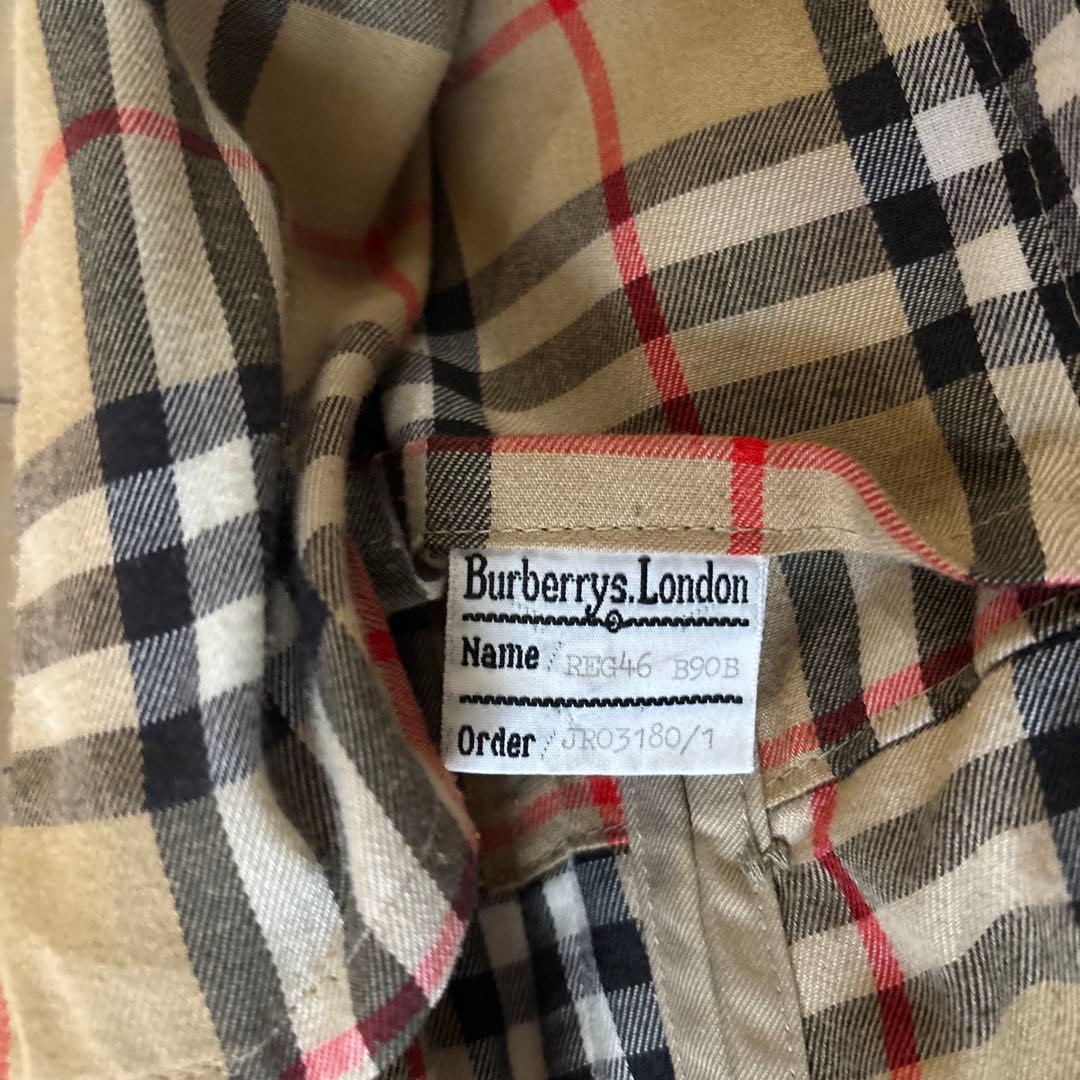 Burberrys.London
Name / REG46 B90B
Order / JR03180/1